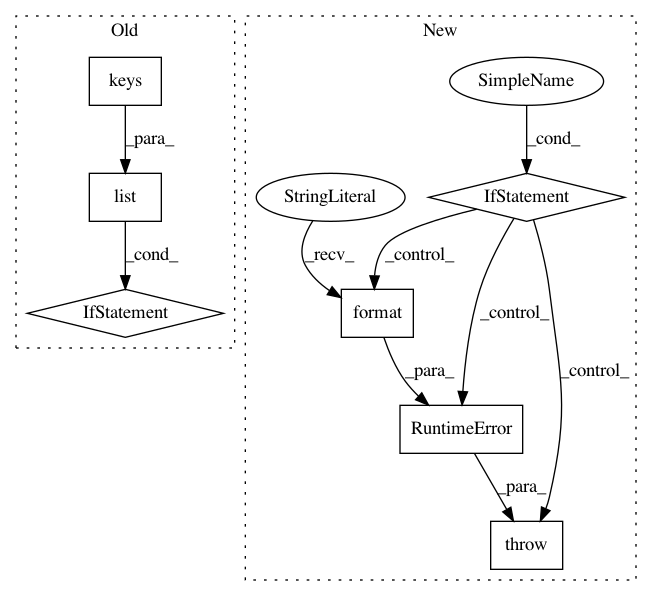 Old
New
keys
SimpleName
_para_
_cond_
list
StringLiteral
IfStatement
_cond_
_recv_
_control_
IfStatement
format
_control_
_para_
_control_
RuntimeError
_para_
throw